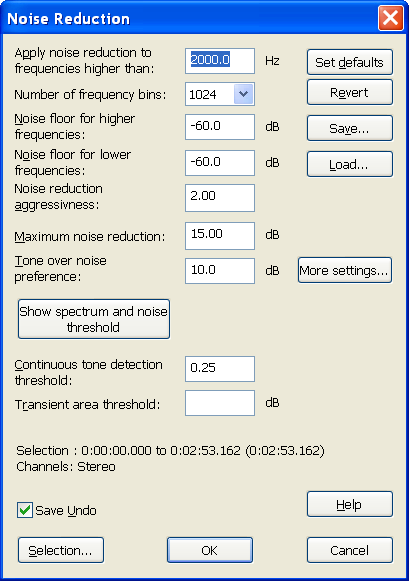 Noise Reduction
Apply noise reduction to
frequencies higher than:
2000.0 Hz
Set defaults
Number of frequency bins: 1024
Revert
Noise floor for higher
frequencies:
-60.0 dB
Save...
Noise floor for lower
frequencies:
-60.0 dB
Load...
Noise reduction
aggressivness:
2.00
Maximum noise reduction: 15.00 dB
Tone over noise
preference:
10.0 dB
More settings...
Show spectrum and noise
threshold
Continuous tone detection
threshold:
0.25
Transient area threshold: dB
Selection : 0:00:00.000 to 0:02:53.162 (0:02:53.162)
Channels: Stereo
Save Undo
Help
Selection... OK Cancel